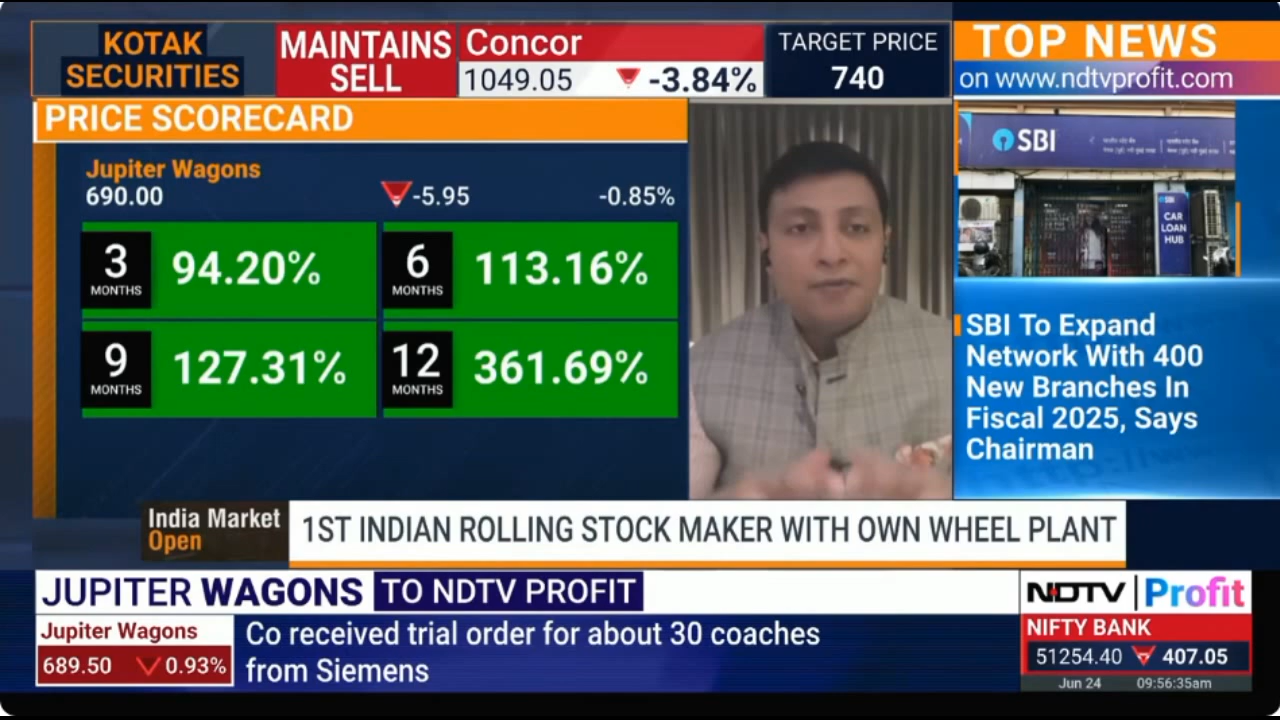 KOTAK
SECURITIES
MAINTAINS
SELL
Concor
1049.05 -3.84%
TARGET PRICE
740
TOP NEWS
on www.ndtvprofit.com
PRICE SCORECARD
Jupiter Wagons
690.00 -5.95 -0.85%
3
MONTHS
94.20%
6
MONTHS
113.16%
9
MONTHS
127.31%
12
MONTHS
361.69%
SBI
SBI
CAR
LOAN
HUB
SBI To Expand
Network With 400
New Branches In
Fiscal 2025, Says
Chairman
India Market
Open
1ST INDIAN ROLLING STOCK MAKER WITH OWN WHEEL PLANT
JUPITER WAGONS TO NDTV PROFIT
Jupiter Wagons
689.50 0.93%
Co received trial order for about 30 coaches
from Siemens
NDTV Profit
NIFTY BANK
51254.40 407.05
Jun 24 09:56:35am